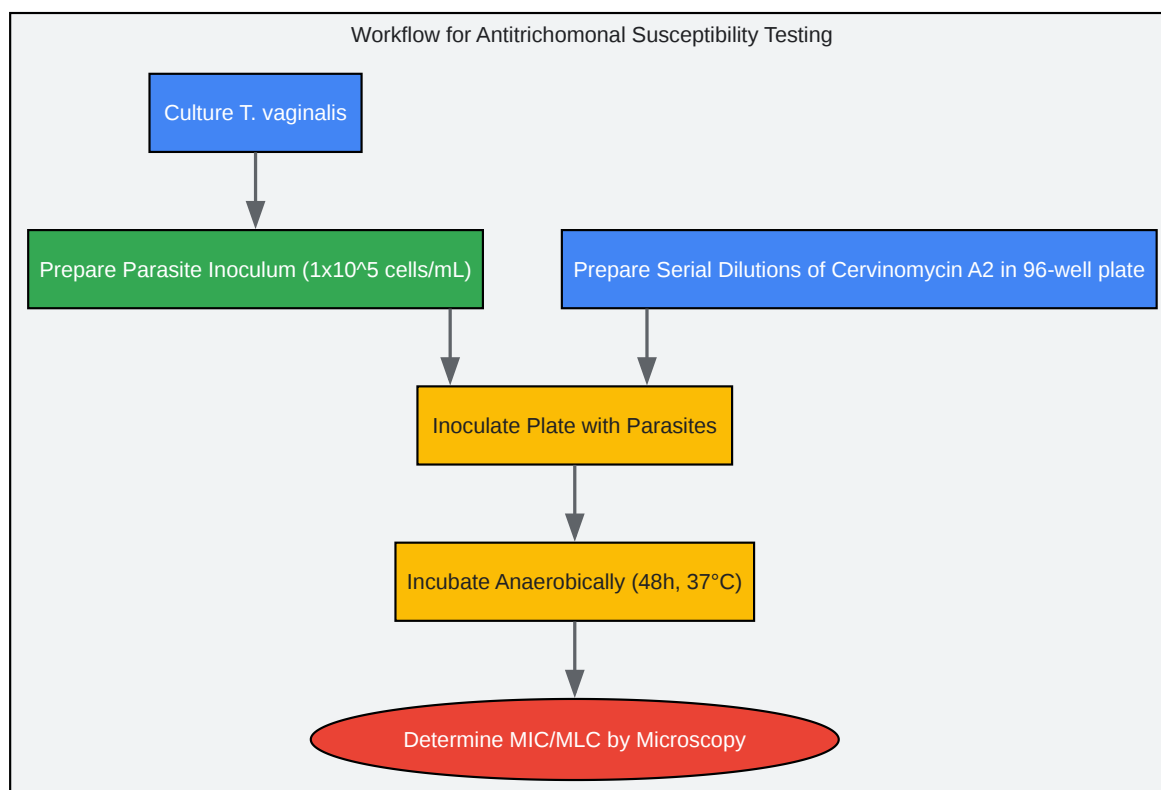 Workflow for Antitrichomonal Susceptibility Testing
Culture T. vaginalis
Prepare Parasite Inoculum (1x10^5 cells/mL)
Prepare Serial Dilutions of Cervinomycin A2 in 96-well plate
Inoculate Plate with Parasites
Incubate Anaerobically (48h, 37°C)
Determine MIC/MLC by Microscopy